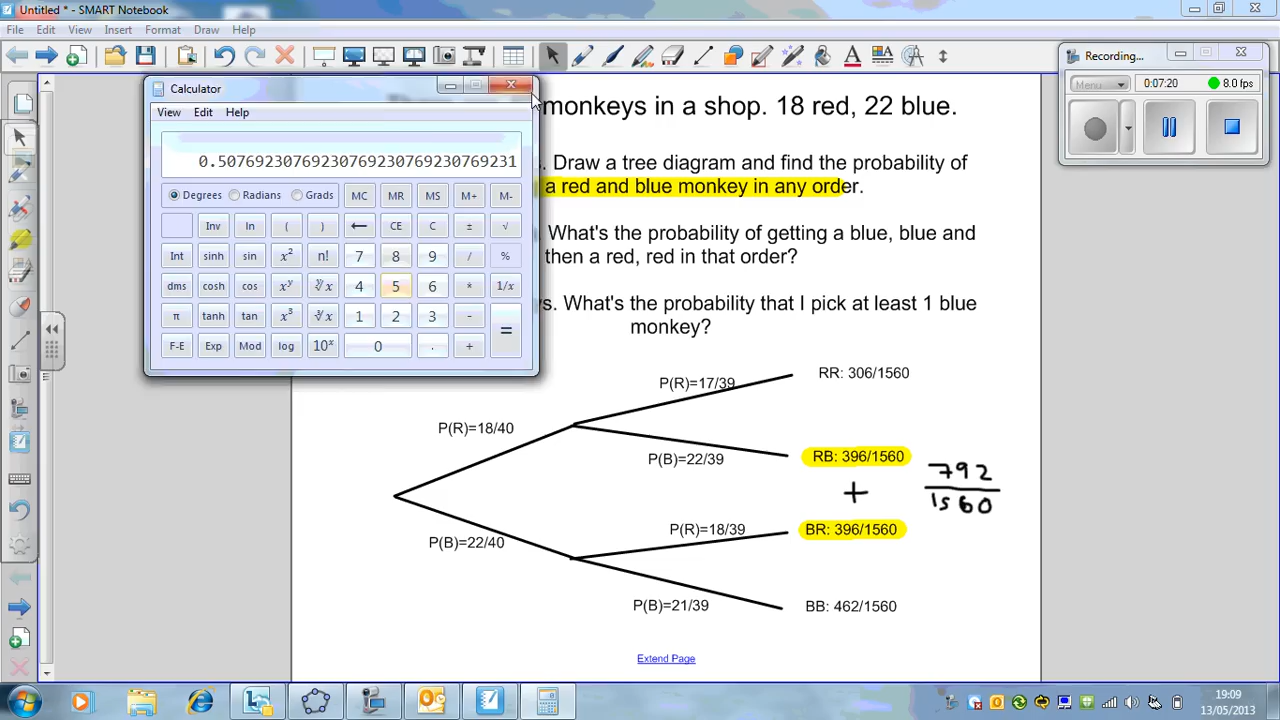 Untitled * - SMART Notebook
File Edit View Insert Format Draw Help
Recording...
Menu
0:07:20
8.0 fps
Calculator
View Edit Help
0.50769230769230769230769230769231
Degrees Radians Grads MC MR MS M+ M-
Inv ln ( ) ← CE C ± √
Int sinh sin x² n! 7 8 9 / %
dms cosh cos xʸ ʸ√x 4 5 6 * 1/x
π tanh tan x³ ³√x 1 2 3 - =
F-E Exp Mod log 10ˣ 0 . +
monkeys in a shop. 18 red, 22 blue.
. Draw a tree diagram and find the probability of
a red and blue monkey in any order.
. What's the probability of getting a blue, blue and
then a red, red in that order?
s. What's the probability that I pick at least 1 blue
monkey?
P(R)=17/39
RR: 306/1560
P(R)=18/40
P(B)=22/39
RB: 396/1560
+
792
1560
P(R)=18/39
BR: 396/1560
P(B)=22/40
P(B)=21/39
BB: 462/1560
Extend Page
19:09
13/05/2013